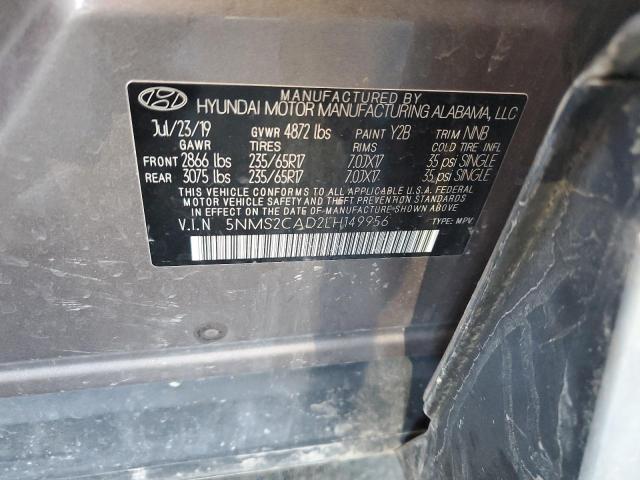 MANUFACTURED BY
HYUNDAI MOTOR MANUFACTURING ALABAMA, LLC
Jul/23/19 GVWR 4872 lbs PAINT Y2B TRIM NNB
GAWR TIRES RIMS COLD TIRE INFL
FRONT 2866 lbs 235/65R17 7.0JX17 35 psi SINGLE
REAR 3075 lbs 235/65R17 7.0JX17 35 psi SINGLE
THIS VEHICLE CONFORMS TO ALL APPLICABLE U.S.A. FEDERAL
MOTOR VEHICLE SAFETY AND THEFT PREVENTION STANDARDS
IN EFFECT ON THE DATE OF MANUFACTURE SHOWN ABOVE.
V.I.N 5NMS2CAD2LH149956 TYPE: MPV